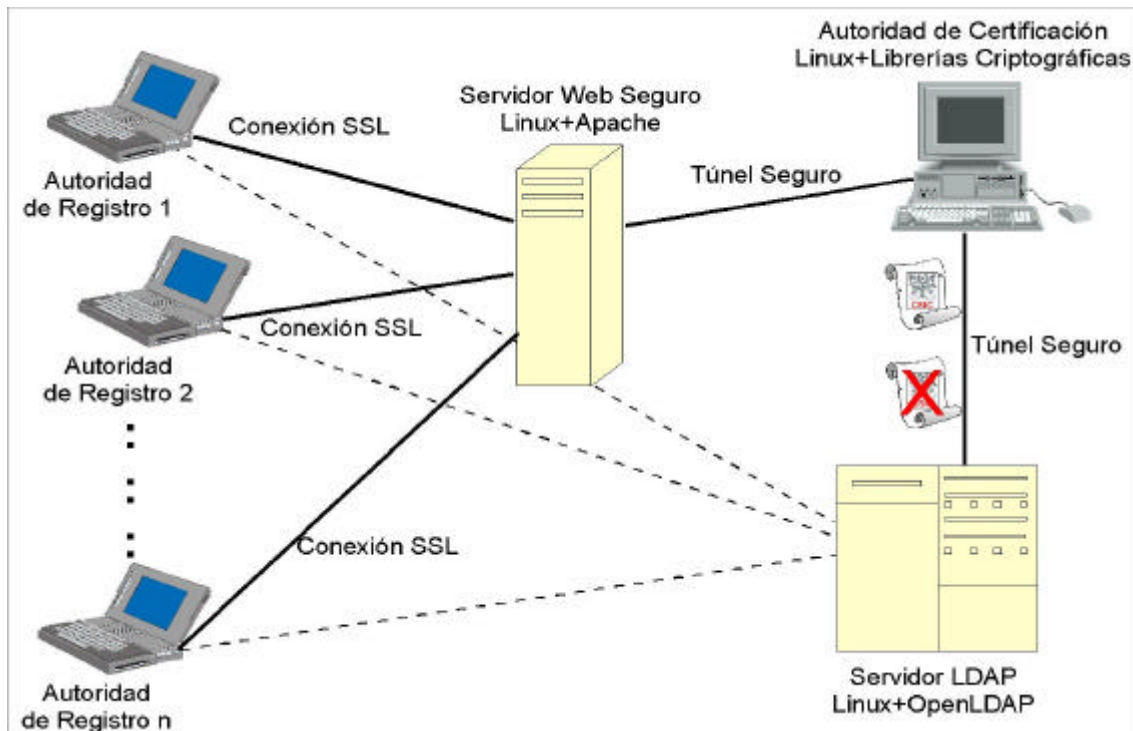 Autoridad de Certificación
Linux+Librerías Criptográficas
Servidor Web Seguro
Linux+Apache
Conexión SSL
Túnel Seguro
Autoridad
de Registro 1
Conexión SSL
Túnel Seguro
Autoridad
de Registro 2
Conexión SSL
Autoridad
de Registro n
Servidor LDAP
Linux+OpenLDAP